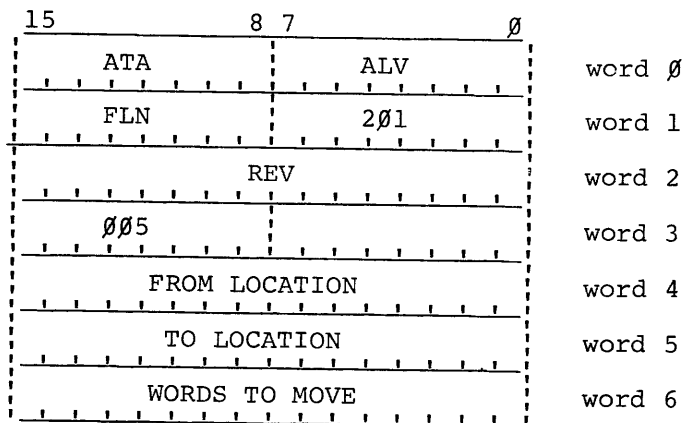 15 8 7 Ø
ATA ALV word Ø
FLN 2Ø1 word 1
REV word 2
ØØ5 word 3
FROM LOCATION word 4
TO LOCATION word 5
WORDS TO MOVE word 6